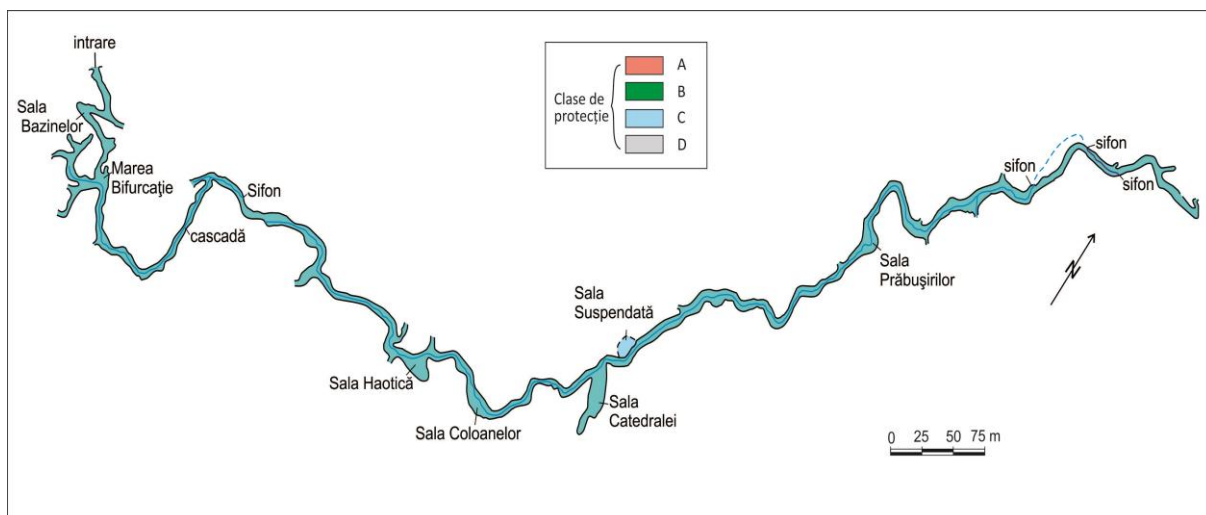 intrare
Sala
Bazinelor
Marea
Bifurcaţie
cascadă
Sifon
Sala Haotică
Sala Coloanelor
Sala
Catedralei
Sala
Suspendată
Sala
Prăbuşirilor
sifon
sifon
sifon
Clase de
protecţie
A
B
C
D
N
0 25 50 75 m